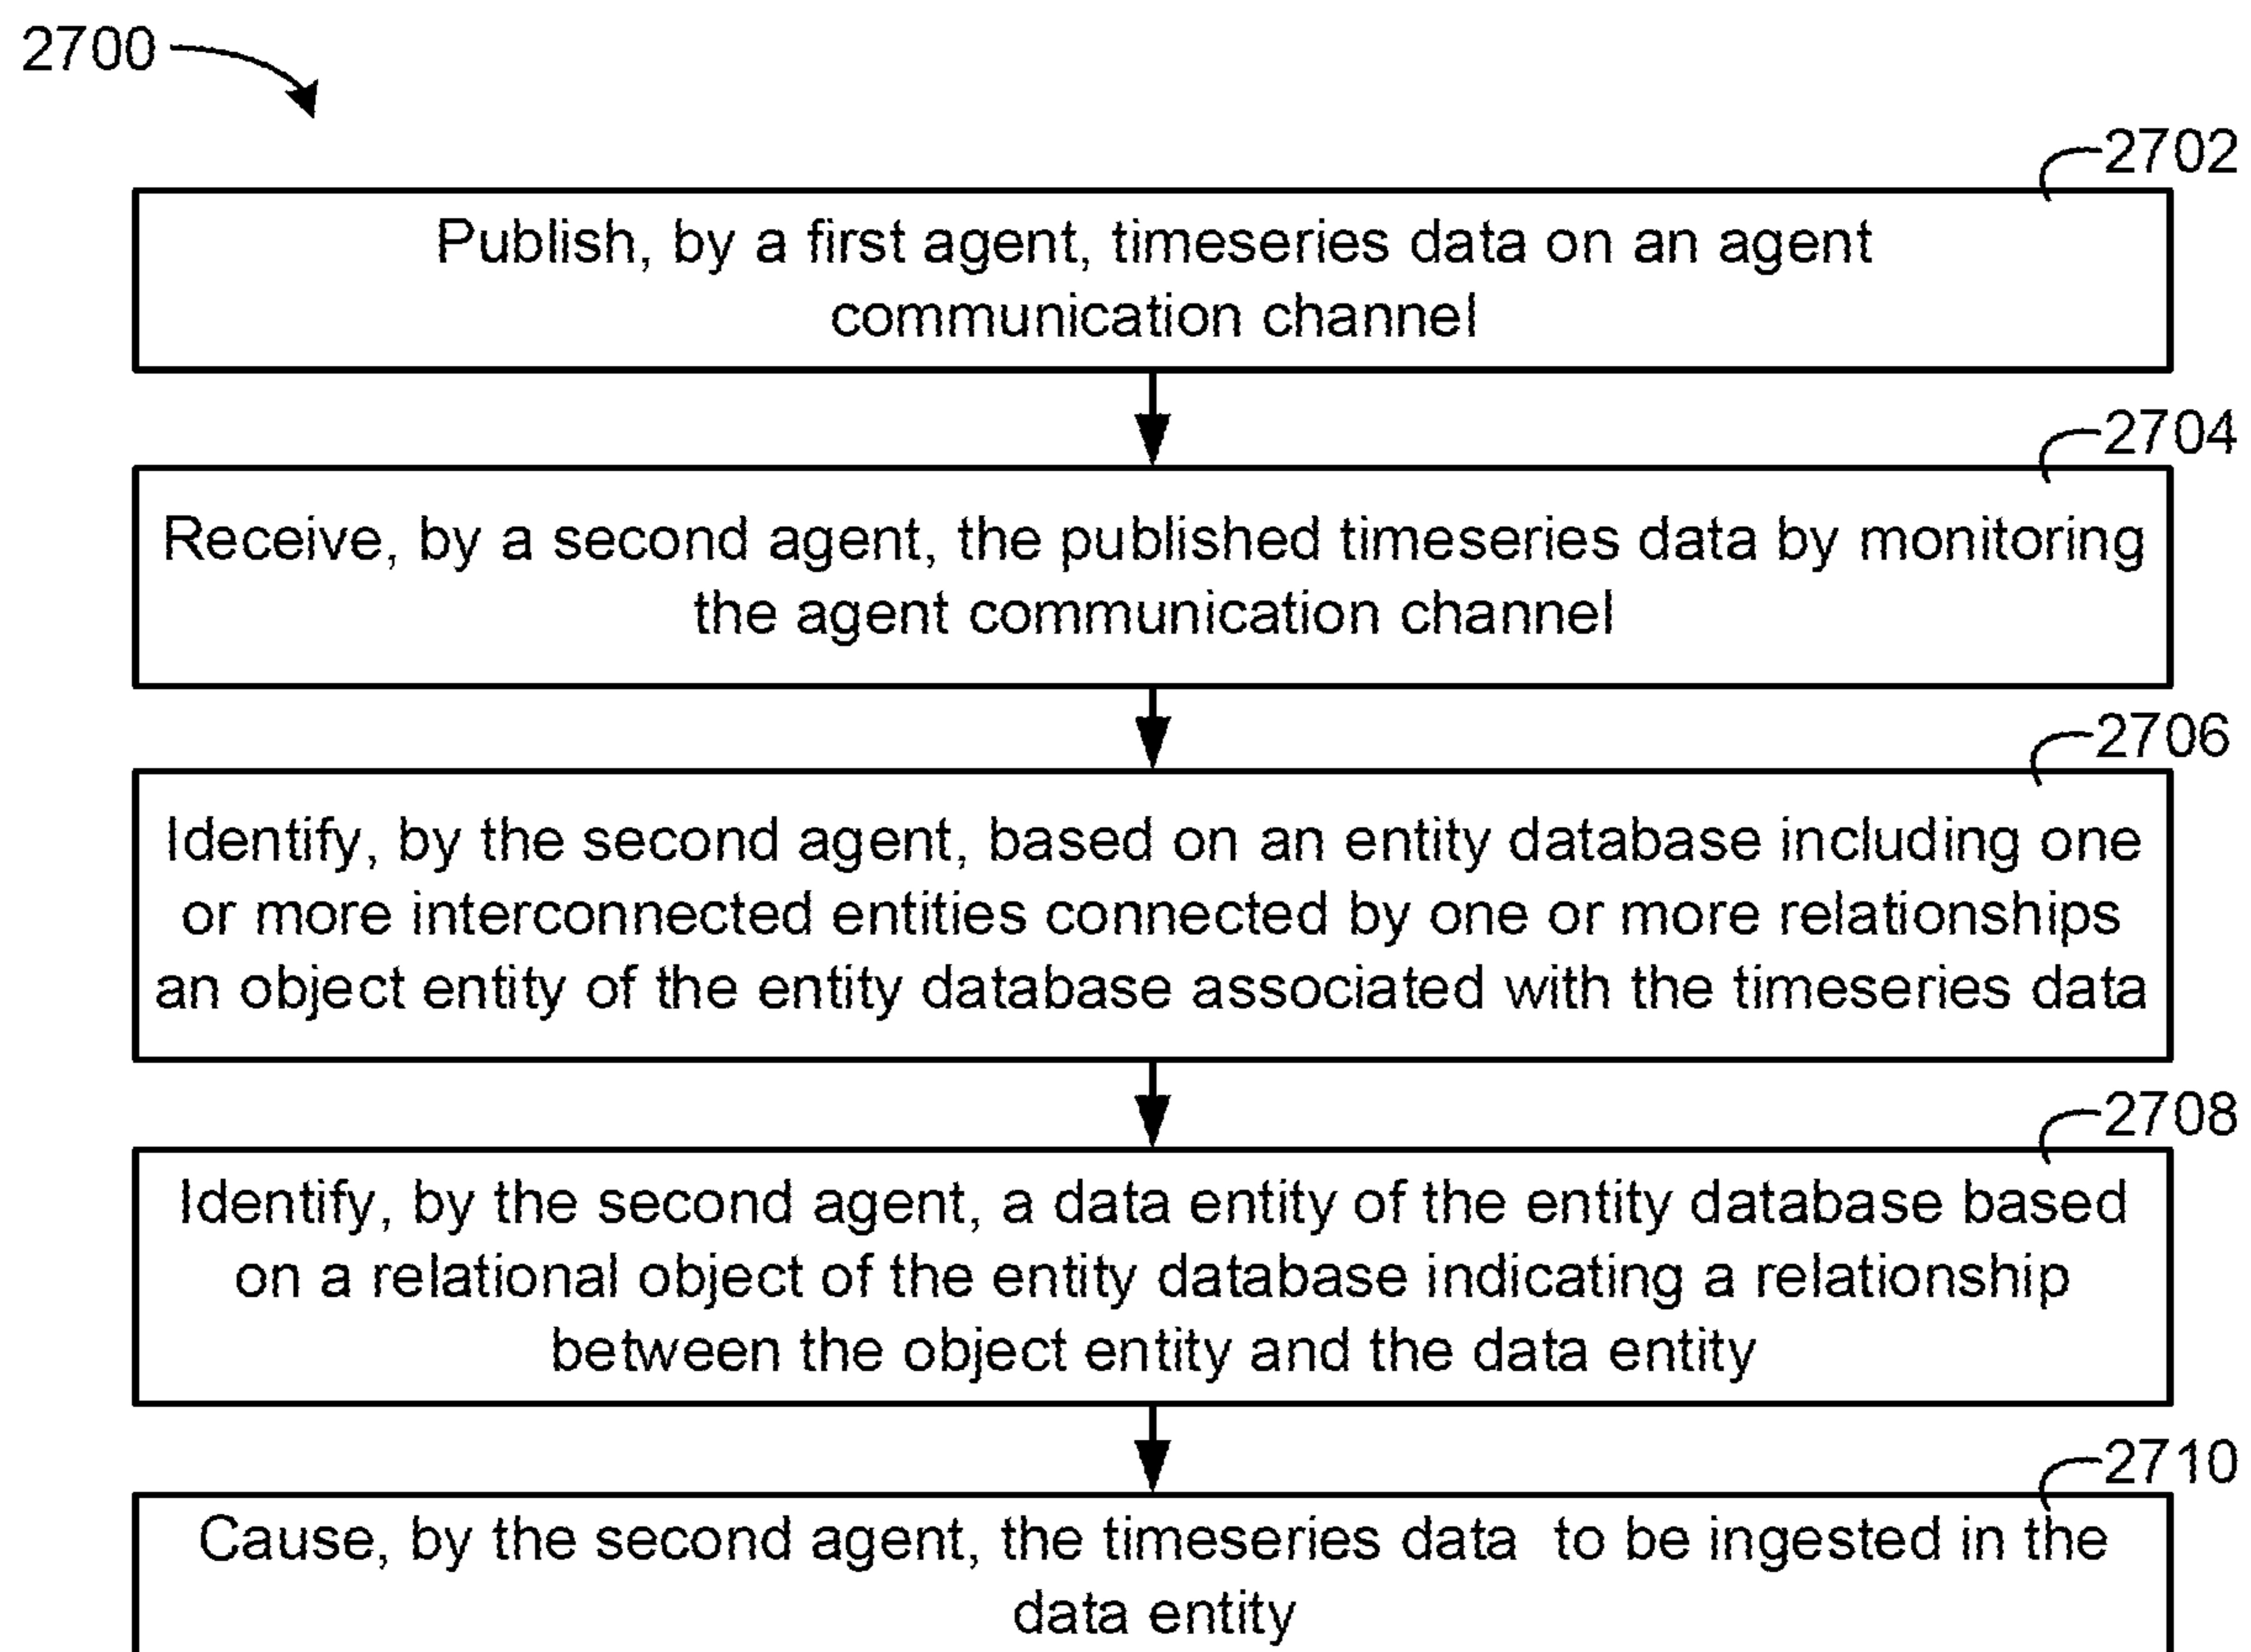 2700
2702
Publish, by a first agent, timeseries data on an agent
communication channel
2704
Receive, by a second agent, the published timeseries data by monitoring
the agent communication channel
2706
Identify, by the second agent, based on an entity database including one
or more interconnected entities connected by one or more relationships
an object entity of the entity database associated with the timeseries data
2708
Identify, by the second agent, a data entity of the entity database based
on a relational object of the entity database indicating a relationship
between the object entity and the data entity
2710
Cause, by the second agent, the timeseries data to be ingested in the
data entity